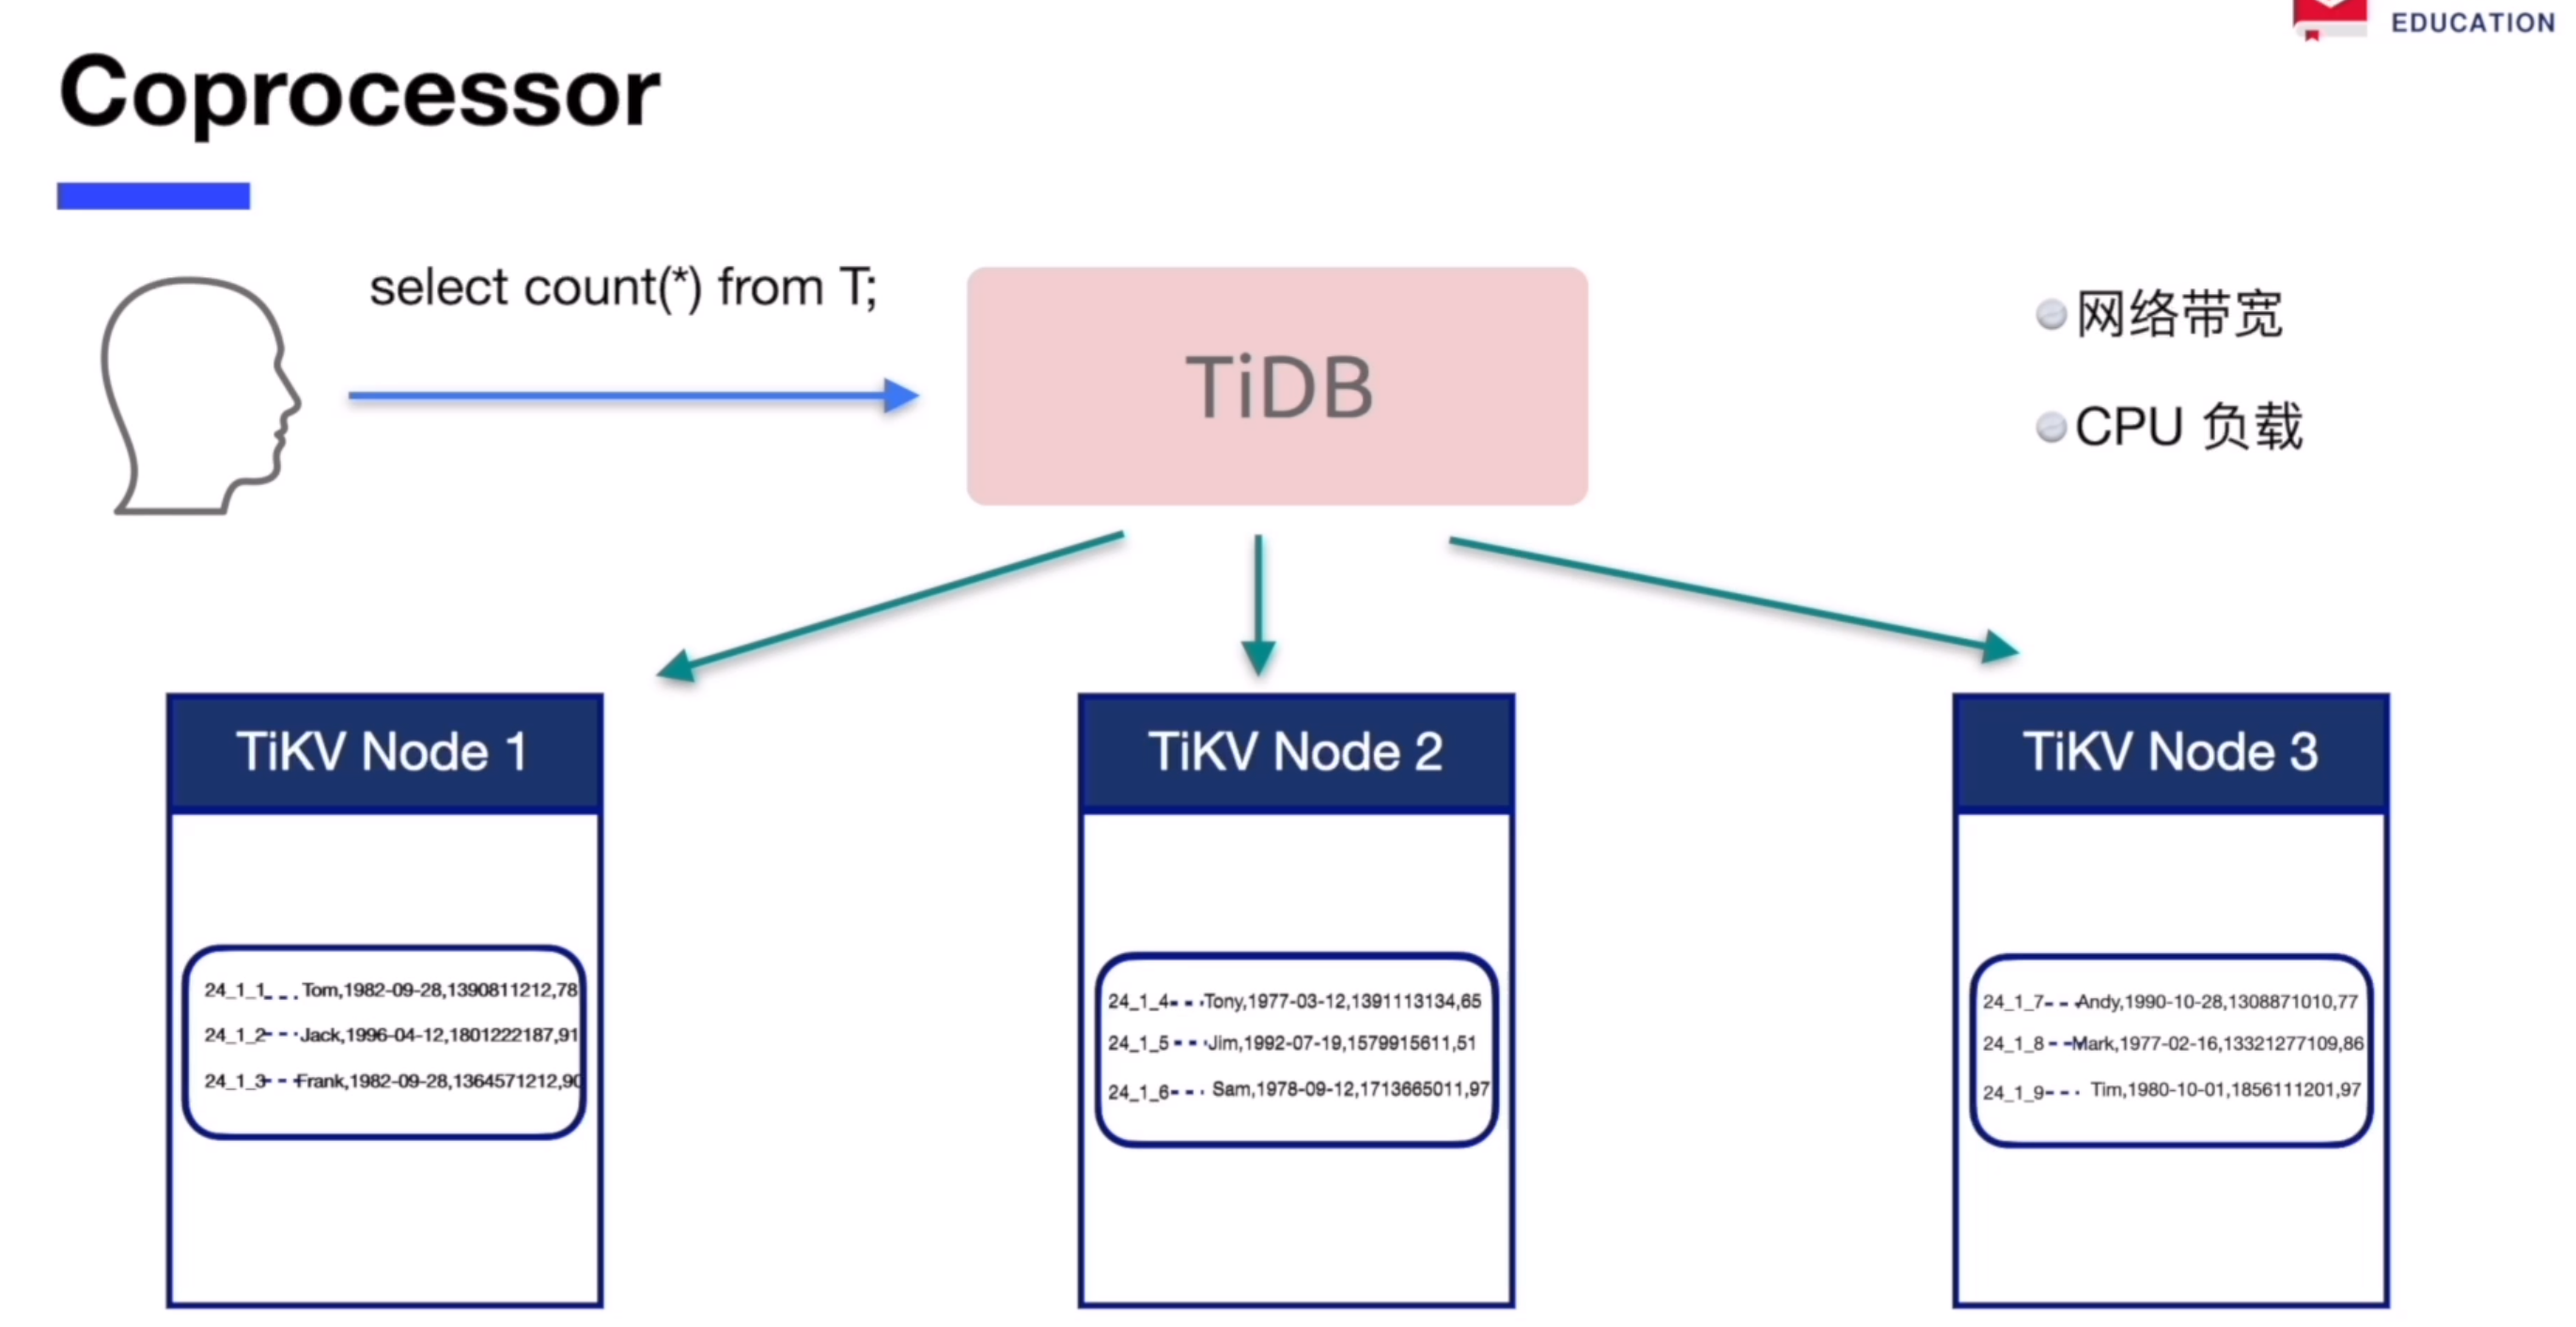 EDUCATION
Coprocessor
select count(*) from T;
TiDB
网络带宽
CPU 负载
TiKV Node 1
24_1_1 Tom,1982-09-28,1390811212,78
24_1_2 Jack,1996-04-12,1801222187,91
24_1_3 Frank,1982-09-28,1364571212,90
TiKV Node 2
24_1_4 Tony,1977-03-12,1391113134,65
24_1_5 Jim,1992-07-19,1579915611,51
24_1_6 Sam,1978-09-12,1713665011,97
TiKV Node 3
24_1_7 Andy,1990-10-28,1308871010,77
24_1_8 Mark,1977-02-16,13321277109,86
24_1_9 Tim,1980-10-01,1856111201,97